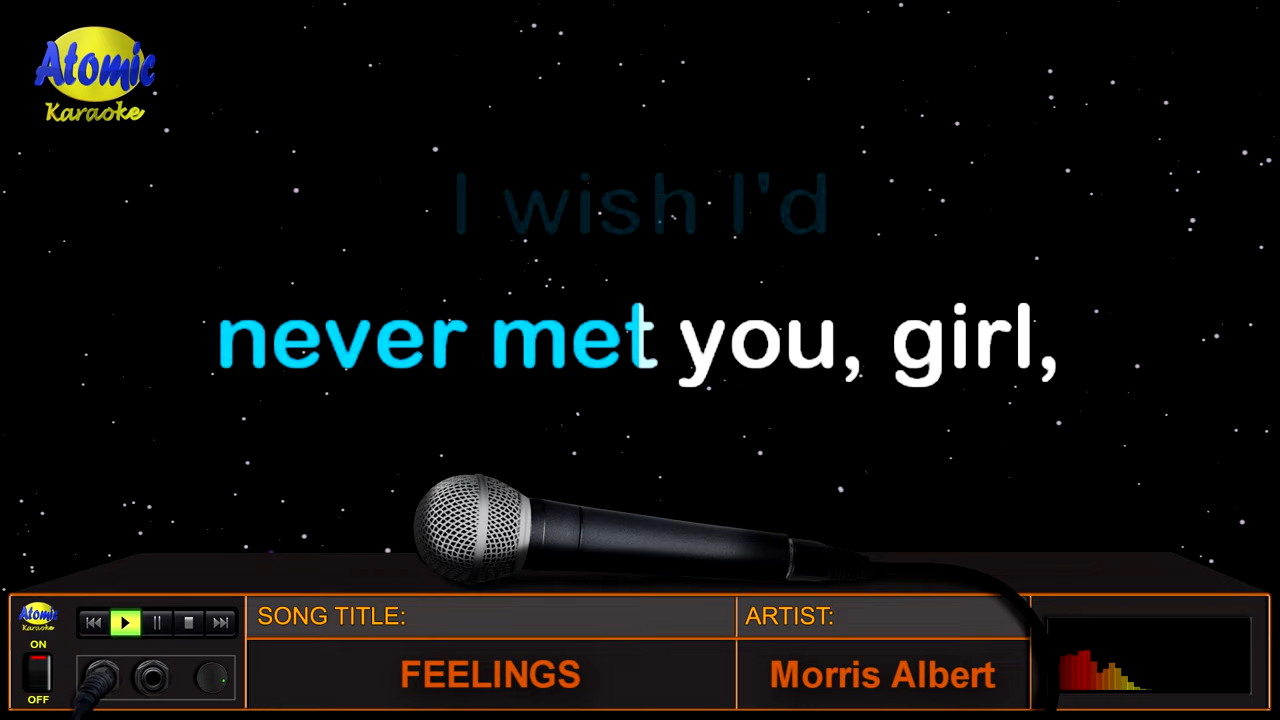 Atomic
Karaoke
I wish I'd
never met you, girl,
Atomic
Karaoke
ON
OFF
SONG TITLE:
FEELINGS
ARTIST:
Morris Albert